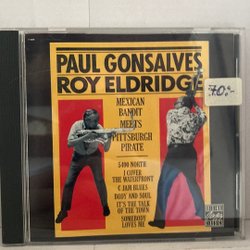 PAUL GONSALVES
ROY ELDRIDGE
70:-
MEXICAN
BANDIT
MEETS
PITTSBURGH
PIRATE
5400 NORTH
I COVER
THE WATERFRONT
C JAM BLUES
BODY AND SOUL
IT'S THE TALK
OF THE TOWN
SOMEBODY
LOVES ME